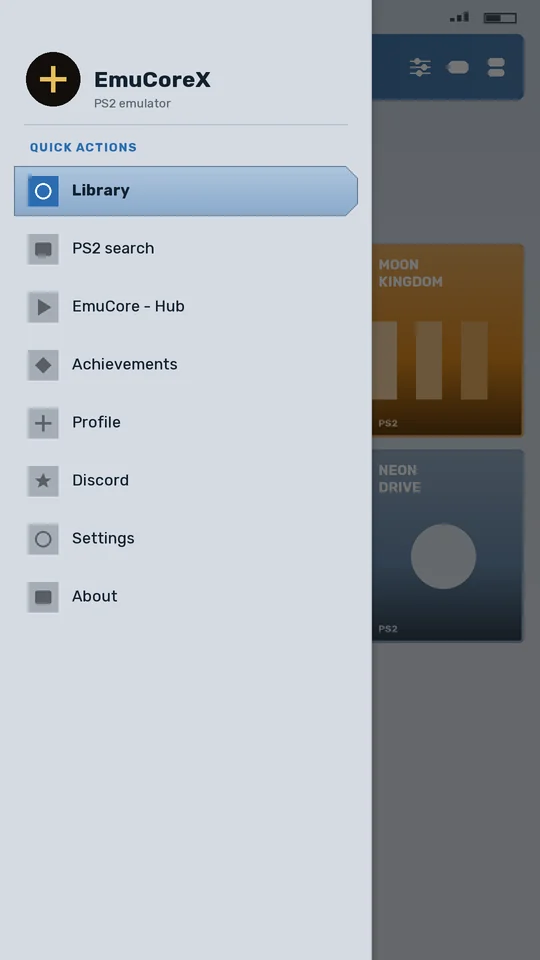 EmuCoreX
PS2 emulator
QUICK ACTIONS
Library
PS2 search
EmuCore - Hub
Achievements
Profile
Discord
Settings
About
MOON
KINGDOM
PS2
NEON
DRIVE
PS2